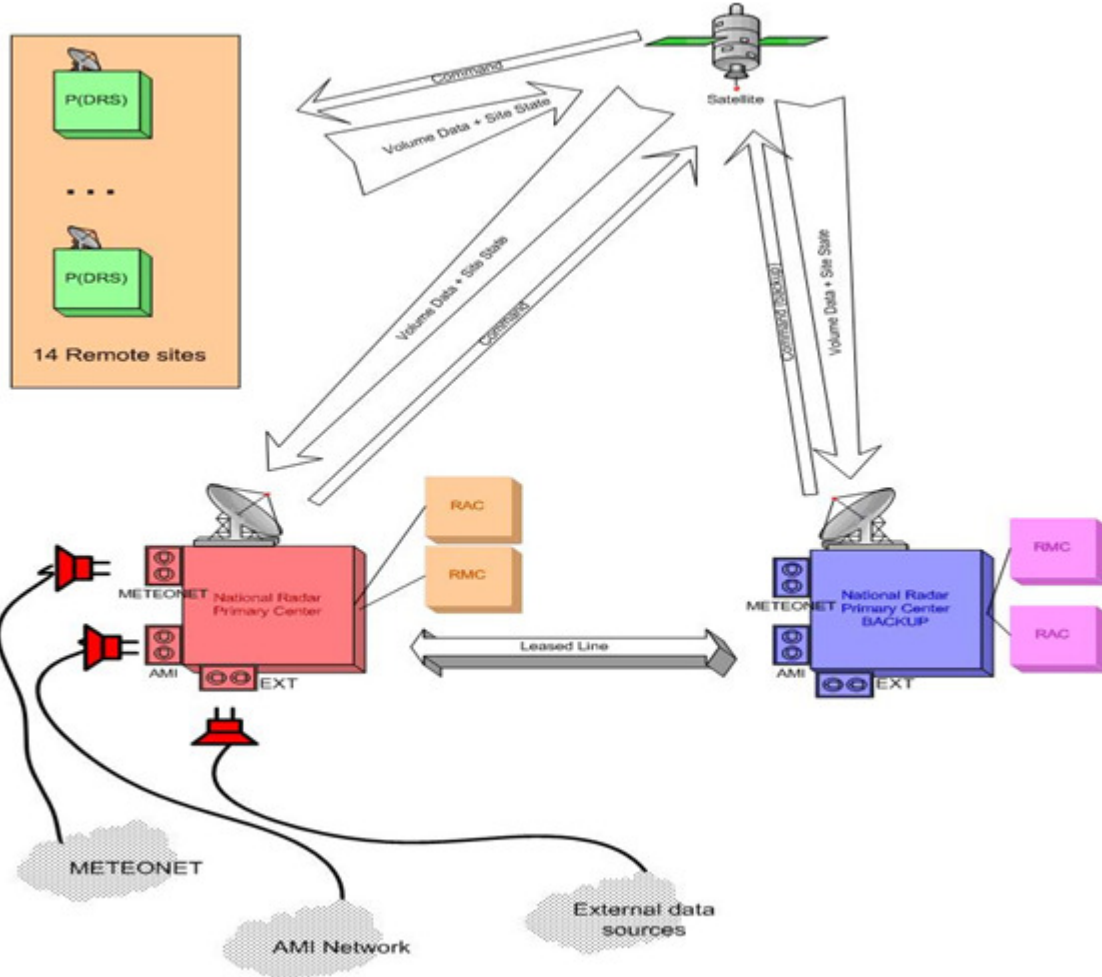 P(DRS)
...
P(DRS)
14 Remote sites
Satellite
Command
Volume Data + Site State
Volume Data + Site State
Command
Command backup
Volume Data + Site State
RAC
RMC
National Radar
Primary Center
METEONET
AMI
EXT
Leased Line
National Radar
Primary Center
BACKUP
METEONET
AMI
EXT
RMC
RAC
METEONET
AMI Network
External data
sources